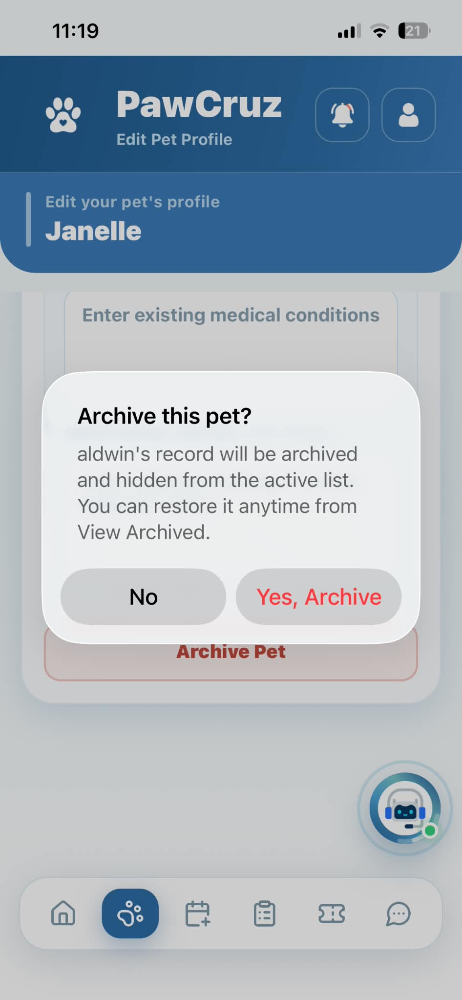 11:19
21
PawCruz
Edit Pet Profile
Edit your pet's profile
Janelle
Enter existing medical conditions
Archive this pet?
aldwin's record will be archived
and hidden from the active list.
You can restore it anytime from
View Archived.
No
Yes, Archive
Archive Pet